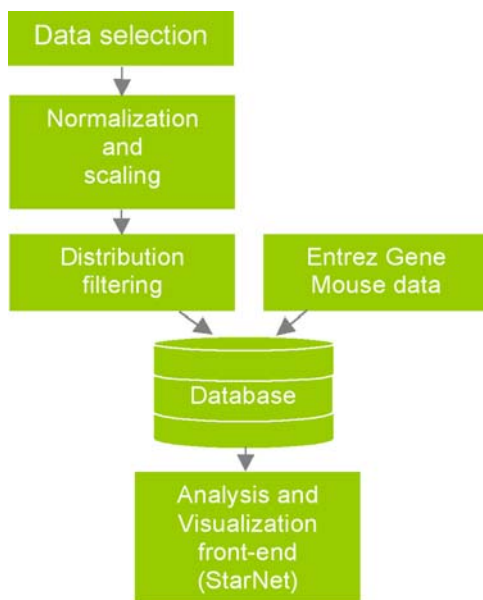 Data selection
Normalization
and
scaling
Distribution
filtering
Entrez Gene
Mouse data
Database
Analysis and
Visualization
front-end
(StarNet)